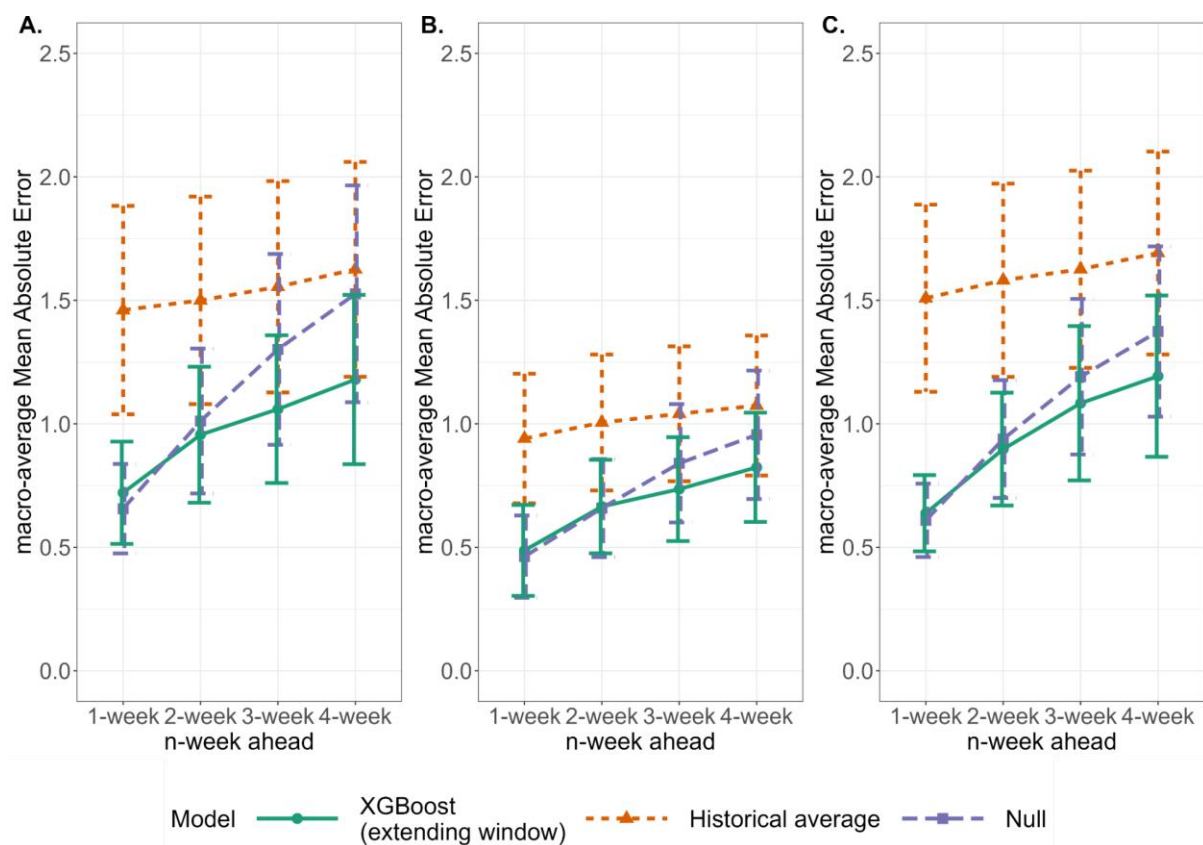 A.
B.
C.
macro-average Mean Absolute Error
2.5
2.0
1.5
1.0
0.5
0.0
1-week 2-week 3-week 4-week
n-week ahead
macro-average Mean Absolute Error
2.5
2.0
1.5
1.0
0.5
0.0
1-week 2-week 3-week 4-week
n-week ahead
macro-average Mean Absolute Error
2.5
2.0
1.5
1.0
0.5
0.0
1-week 2-week 3-week 4-week
n-week ahead
Model
XGBoost
(extending window)
Historical average
Null